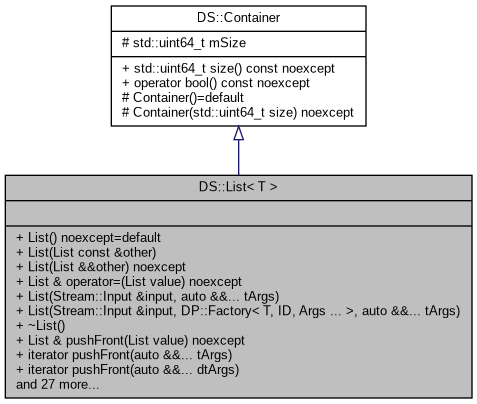 DS::Container
# std::uint64_t mSize
+ std::uint64_t size() const noexcept
+ operator bool() const noexcept
# Container()=default
# Container(std::uint64_t size) noexcept
DS::List< T >
+ List() noexcept=default
+ List(List const &other)
+ List(List &&other) noexcept
+ List & operator=(List value) noexcept
+ List(Stream::Input &input, auto &&... tArgs)
+ List(Stream::Input &input, DP::Factory< T, ID, Args ... >, auto &&... tArgs)
+ ~List()
+ List & pushFront(List value) noexcept
+ iterator pushFront(auto &&... tArgs)
+ iterator pushFront(auto &&... dtArgs)
and 27 more...